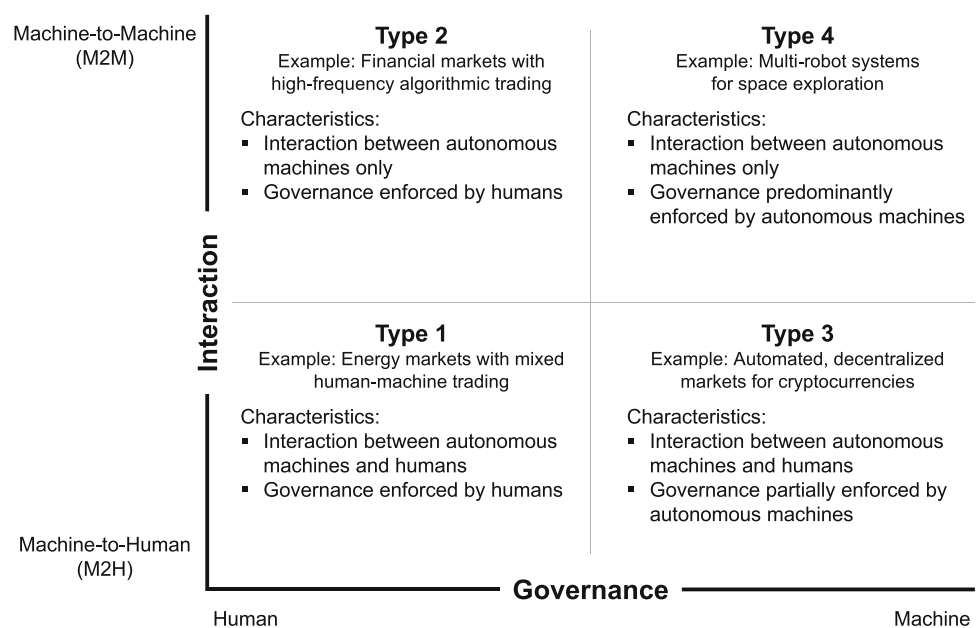 Machine-to-Machine
(M2M)
Type 2
Example: Financial markets with
high-frequency algorithmic trading
Characteristics:
▪ Interaction between autonomous
machines only
▪ Governance enforced by humans
Type 4
Example: Multi-robot systems
for space exploration
Characteristics:
▪ Interaction between autonomous
machines only
▪ Governance predominantly
enforced by autonomous machines
Interaction
Type 1
Example: Energy markets with mixed
human-machine trading
Characteristics:
▪ Interaction between autonomous
machines and humans
▪ Governance enforced by humans
Type 3
Example: Automated, decentralized
markets for cryptocurrencies
Characteristics:
▪ Interaction between autonomous
machines and humans
▪ Governance partially enforced by
autonomous machines
Machine-to-Human
(M2H)
Governance
Human
Machine